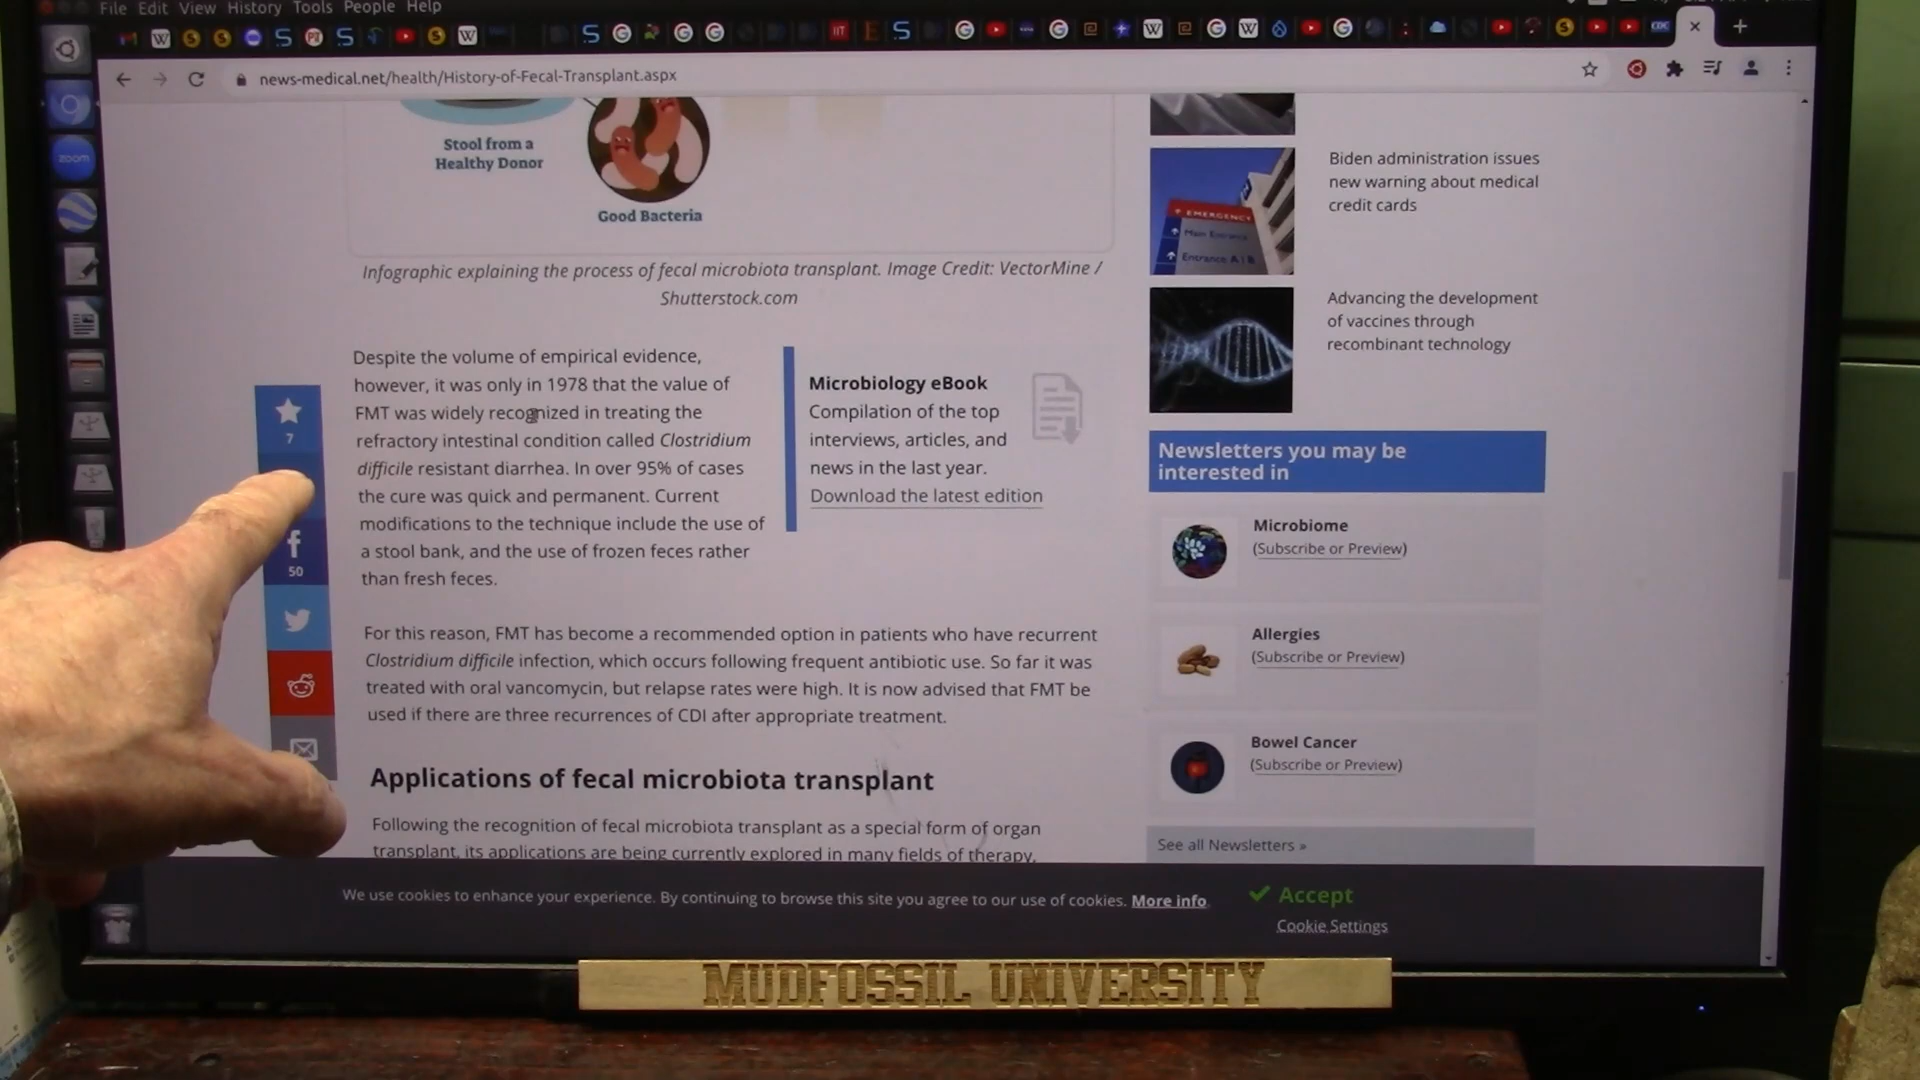 File Edit View History Tools People Help
news-medical.net/health/History-of-Fecal-Transplant.aspx
zoom
Stool from a
Healthy Donor
Good Bacteria
Infographic explaining the process of fecal microbiota transplant. Image Credit: VectorMine /
Shutterstock.com
Despite the volume of empirical evidence,
however, it was only in 1978 that the value of
FMT was widely recognized in treating the
refractory intestinal condition called Clostridium
difficile resistant diarrhea. In over 95% of cases
the cure was quick and permanent. Current
modifications to the technique include the use of
a stool bank, and the use of frozen feces rather
than fresh feces.
Microbiology eBook
Compilation of the top
interviews, articles, and
news in the last year.
Download the latest edition
7
50
For this reason, FMT has become a recommended option in patients who have recurrent
Clostridium difficile infection, which occurs following frequent antibiotic use. So far it was
treated with oral vancomycin, but relapse rates were high. It is now advised that FMT be
used if there are three recurrences of CDI after appropriate treatment.
Applications of fecal microbiota transplant
Following the recognition of fecal microbiota transplant as a special form of organ
transplant, its applications are being currently explored in many fields of therapy.
EMERGENCY
Main Entrance
Entrance A | B
Biden administration issues
new warning about medical
credit cards
Advancing the development
of vaccines through
recombinant technology
Newsletters you may be
interested in
Microbiome
(Subscribe or Preview)
Allergies
(Subscribe or Preview)
Bowel Cancer
(Subscribe or Preview)
See all Newsletters »
We use cookies to enhance your experience. By continuing to browse this site you agree to our use of cookies. More info.
Accept
Cookie Settings
MUDFOSSIL UNIVERSITY